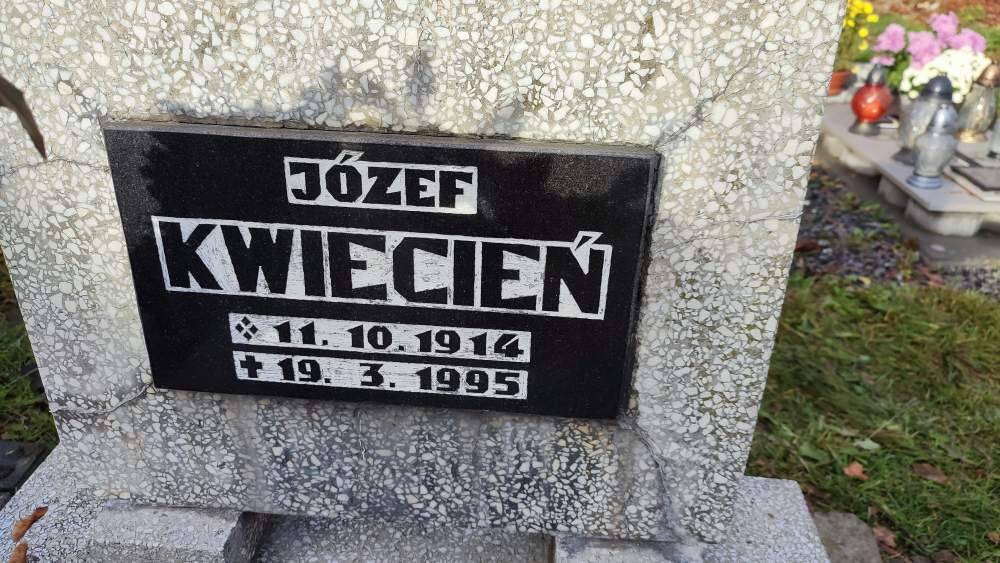 JÓZEF
KWIECIEŃ
❖ 11. 10. 1914
✝ 19. 3. 1995